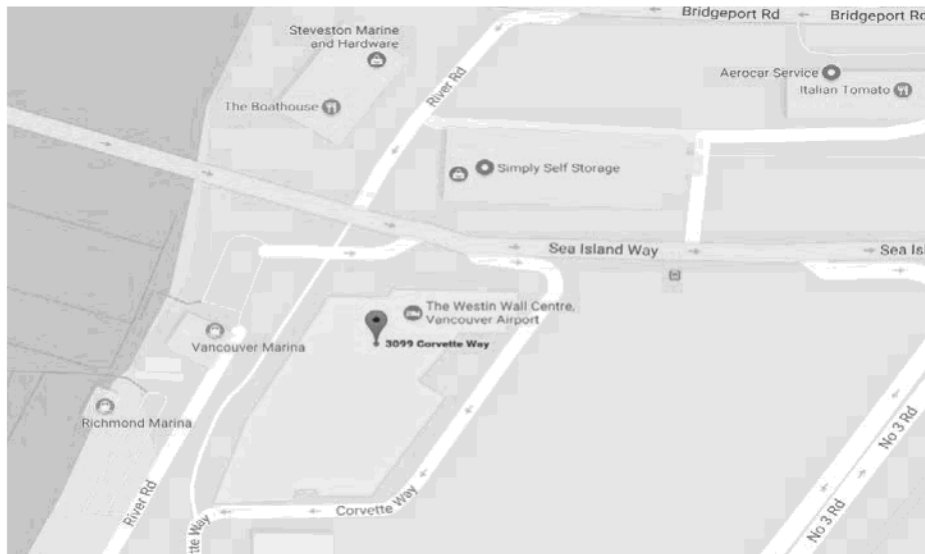 Bridgeport Rd
Bridgeport Rd
Steveston Marine
and Hardware
River Rd
Aerocar Service
Italian Tomato
The Boathouse
Simply Self Storage
Sea Island Way
Sea Isl
The Westin Wall Centre,
Vancouver Airport
3099 Corvette Way
Vancouver Marina
Richmond Marina
No 3 Rd
No 3 Rd
River Rd
Corvette Way
tte Way